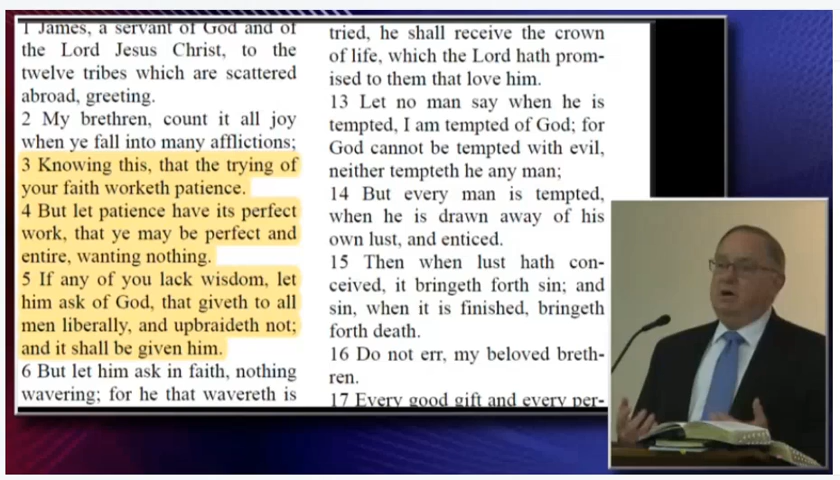 1 James, a servant of God and of
the Lord Jesus Christ, to the
twelve tribes which are scattered
abroad, greeting.
2 My brethren, count it all joy
when ye fall into many afflictions;
3 Knowing this, that the trying of
your faith worketh patience.
4 But let patience have its perfect
work, that ye may be perfect and
entire, wanting nothing.
5 If any of you lack wisdom, let
him ask of God, that giveth to all
men liberally, and upbraideth not;
and it shall be given him.
6 But let him ask in faith, nothing
wavering; for he that wavereth is
tried, he shall receive the crown
of life, which the Lord hath prom-
ised to them that love him.
13 Let no man say when he is
tempted, I am tempted of God; for
God cannot be tempted with evil,
neither tempteth he any man;
14 But every man is tempted,
when he is drawn away of his
own lust, and enticed.
15 Then when lust hath con-
ceived, it bringeth forth sin; and
sin, when it is finished, bringeth
forth death.
16 Do not err, my beloved breth-
ren.
17 Every good gift and every per-